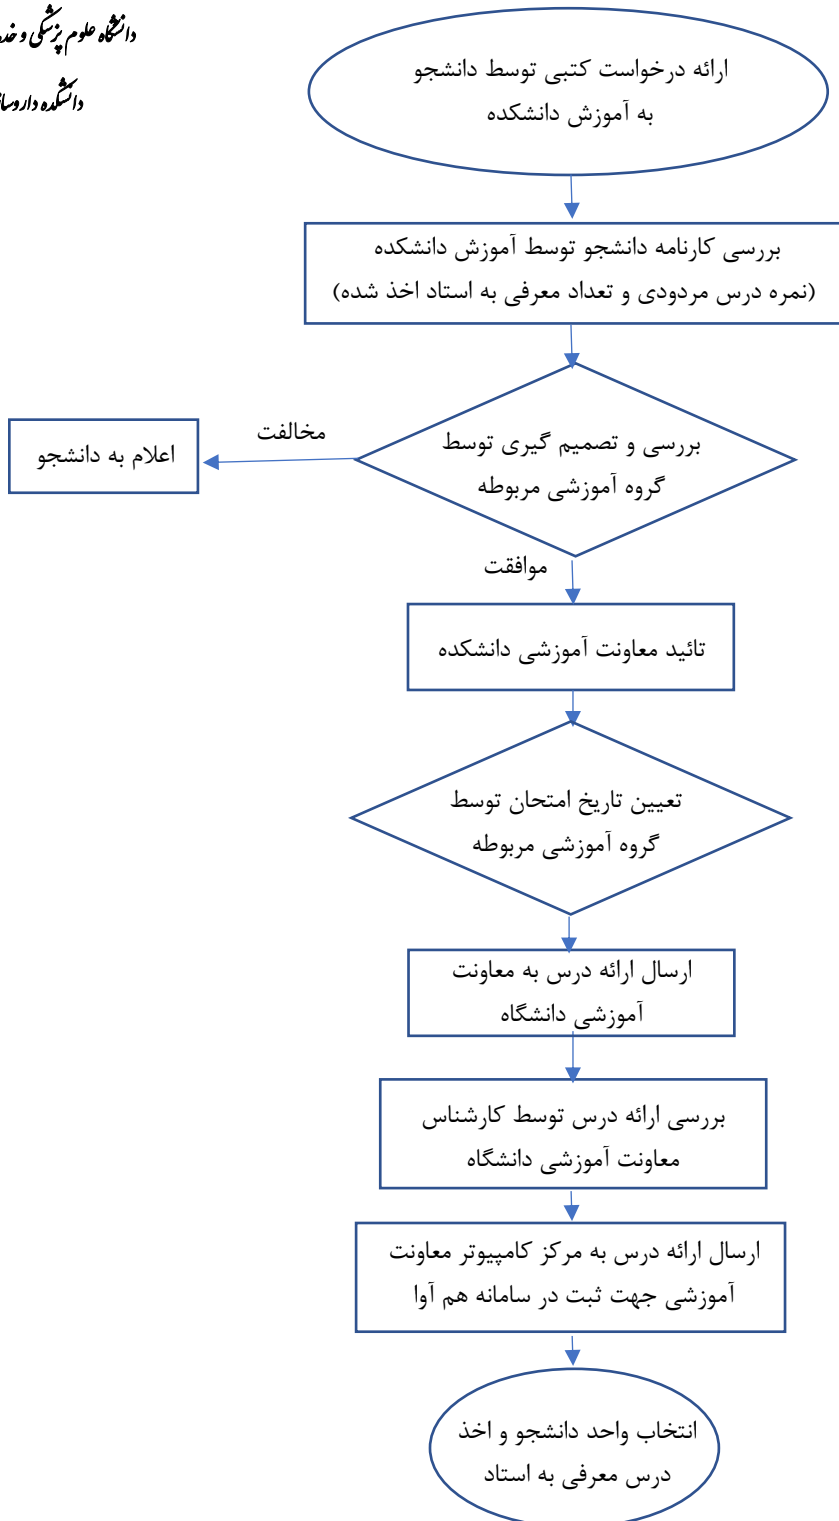 دانشگاه علوم پزشکی و
دانشکده
ارائه درخواست کتبی توسط دانشجو
به آموزش دانشکده
بررسی کارنامه دانشجو توسط آموزش دانشکده
(نمره درس مردودی و تعداد معرفی به استاد اخذ شده)
بررسی و تصمیم گیری توسط
گروه آموزشی مربوطه
مخالفت
اعلام به دانشجو
موافقت
تائید معاونت آموزشی دانشکده
تعیین تاریخ امتحان توسط
گروه آموزشی مربوطه
ارسال ارائه درس به معاونت
آموزشی دانشگاه
بررسی ارائه درس توسط کارشناس
معاونت آموزشی دانشگاه
ارسال ارائه درس به مرکز کامپیوتر معاونت
آموزشی جهت ثبت در سامانه هم آوا
انتخاب واحد دانشجو و اخذ
درس معرفی به استاد